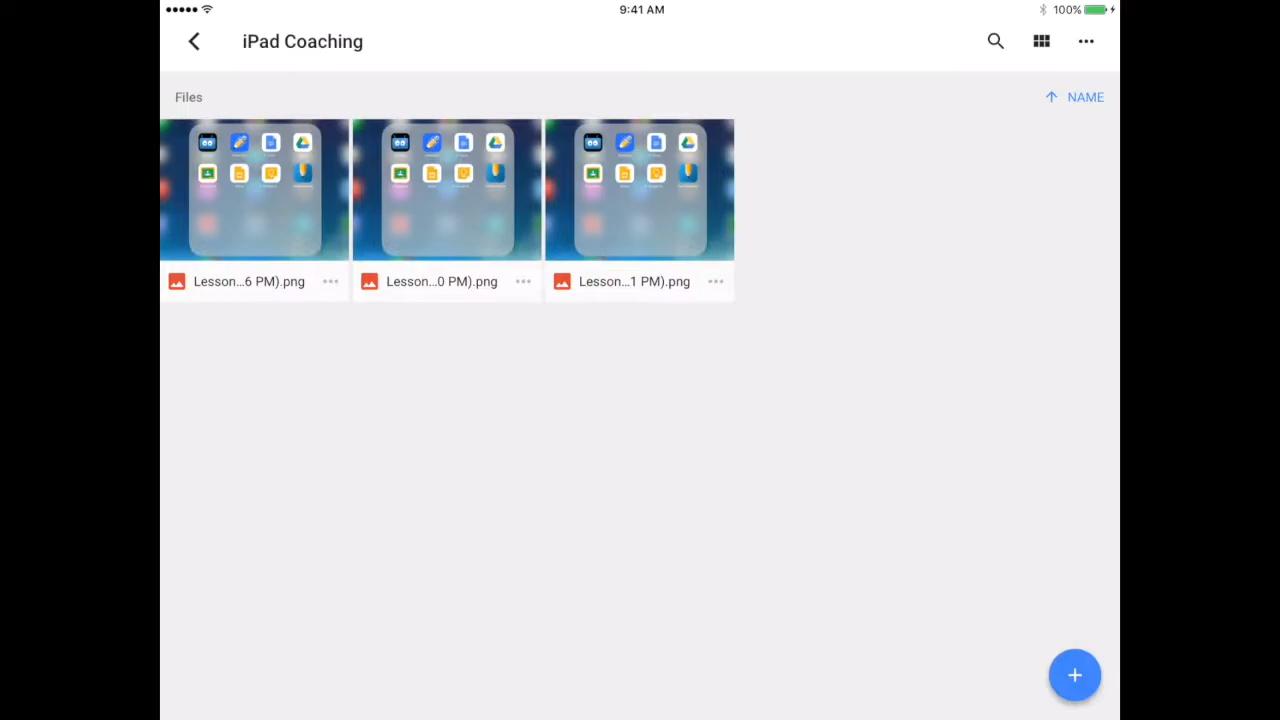 9:41 AM
100%
iPad Coaching
Files
NAME
Lesson...6 PM).png
Lesson...0 PM).png
Lesson...1 PM).png